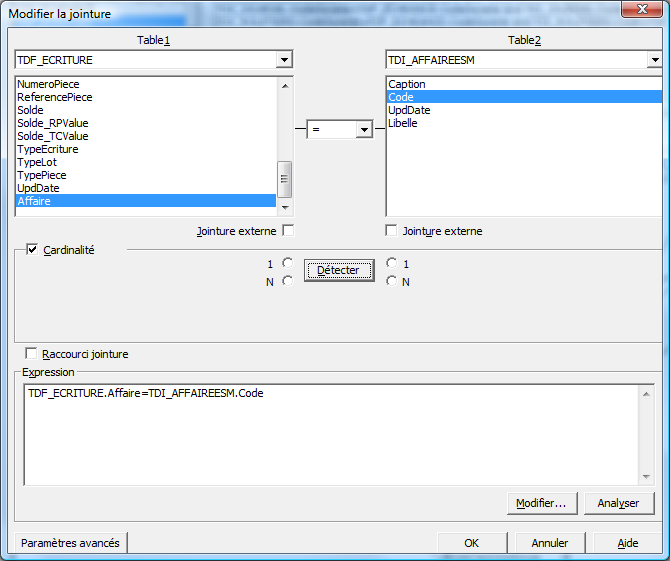 Modifier la jointure
Table1
Table2
TDF_ECRITURE
TDI_AFFAIREESM
NumeroPiece
ReferencePiece
Solde
Solde_RPValue
Solde_TCValue
TypeEcriture
TypeLot
TypePiece
UpdDate
Affaire
=
Caption
Code
UpdDate
Libelle
Jointure externe
Jointure externe
Cardinalité
1
Détecter
1
N
N
Raccourci jointure
Expression
TDF_ECRITURE.Affaire=TDI_AFFAIREESM.Code
Modifier...
Analyser
Paramètres avancés
OK
Annuler
Aide